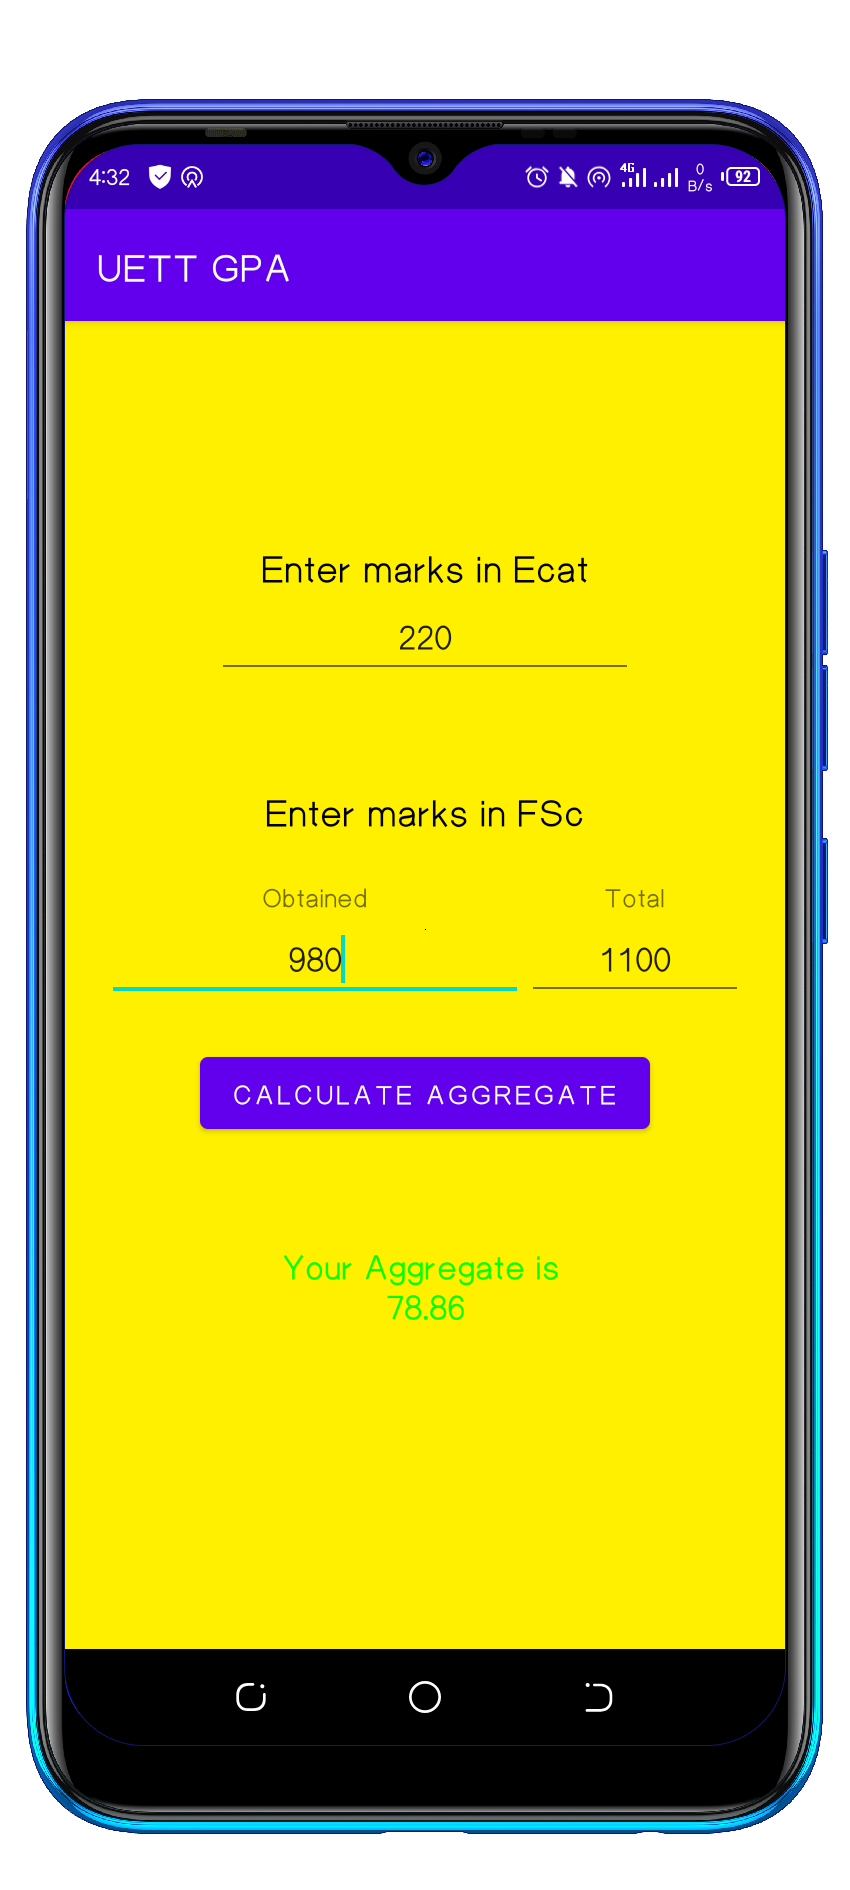 4:32 4G 0 B/s 92
UETT GPA
Enter marks in Ecat
220
Enter marks in FSc
Obtained Total
980 1100
CALCULATE AGGREGATE
Your Aggregate is
78.86